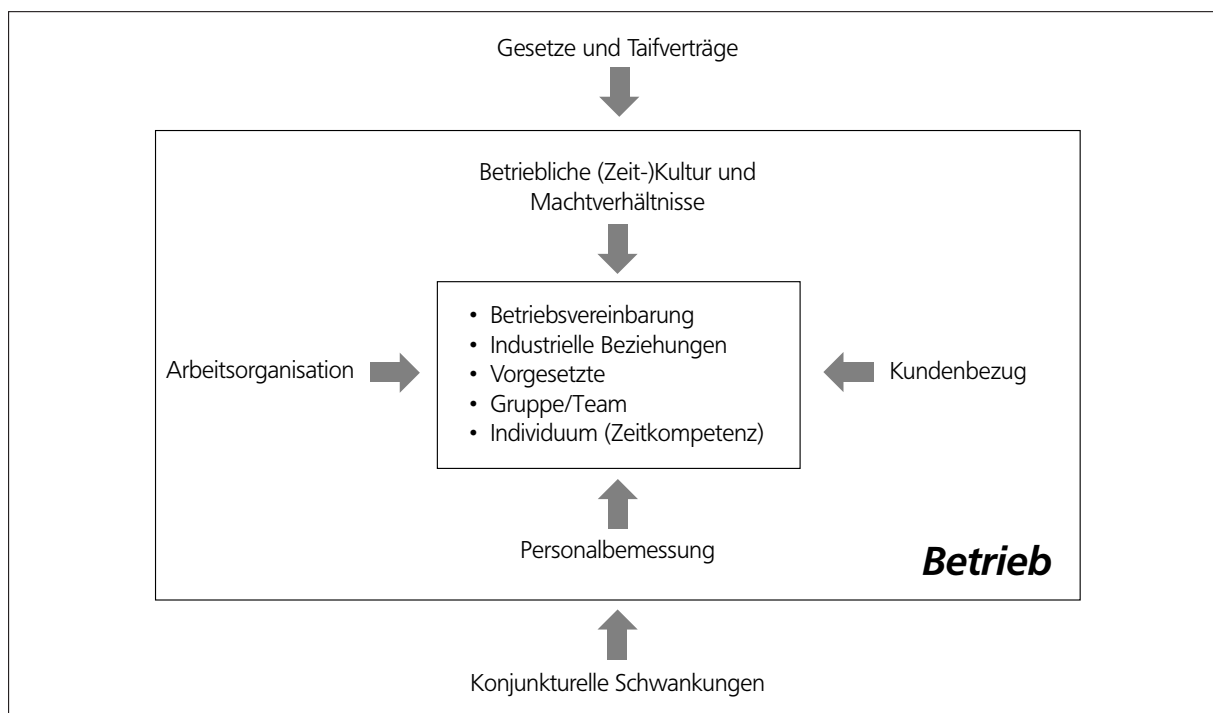 Gesetze und Taifverträge
Betriebliche (Zeit-)Kultur und
Machtverhältnisse
• Betriebsvereinbarung
• Industrielle Beziehungen
• Vorgesetzte
• Gruppe/Team
• Individuum (Zeitkompetenz)
Arbeitsorganisation
Kundenbezug
Personalbemessung
Betrieb
Konjunkturelle Schwankungen